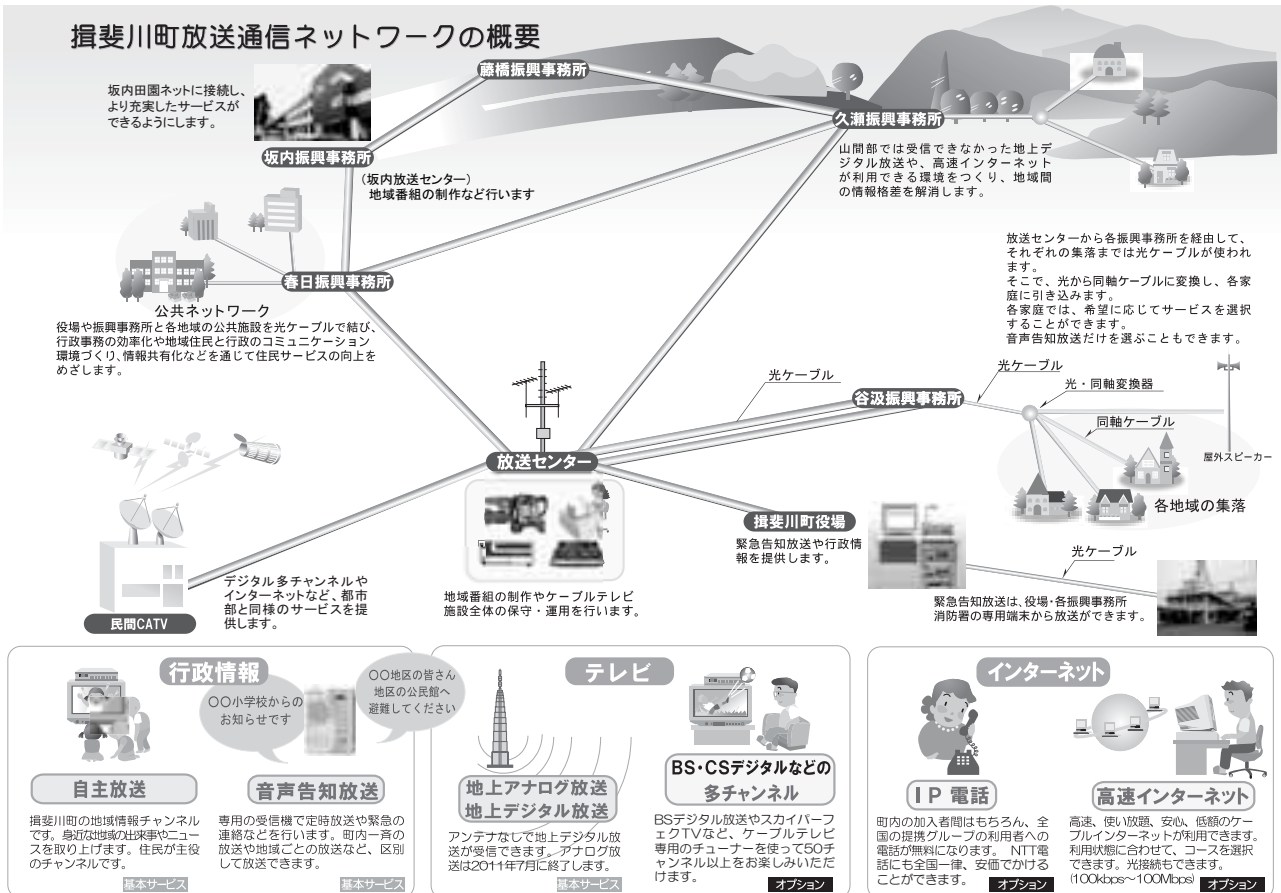 揖斐川町放送通信ネットワークの概要
坂内田園ネットに接続し、
より充実したサービスが
できるようにします。
藤橋振興事務所
坂内振興事務所
(坂内放送センター)
地域番組の制作など行います
久瀬振興事務所
山間部では受信できなかった地上デ
ジタル放送や、高速インターネット
が利用できる環境をつくり、地域間
の情報格差を解消します。
春日振興事務所
公共ネットワーク
役場や振興事務所と各地域の公共施設を光ケーブルで結び、
行政事務の効率化や地域住民と行政のコミュニケーション
環境づくり、情報共有化などを通じて住民サービスの向上を
めざします。
放送センターから各振興事務所を経由して、
それぞれの集落までは光ケーブルが使われ
ます。
そこで、光から同軸ケーブルに変換し、各家
庭に引き込みます。
各家庭では、希望に応じてサービスを選択
することができます。
音声告知放送だけを選ぶこともできます。
光ケーブル
谷汲振興事務所
光ケーブル
光・同軸変換器
同軸ケーブル
屋外スピーカー
各地域の集落
放送センター
地域番組の制作やケーブルテレビ
施設全体の保守・運用を行います。
揖斐川町役場
緊急告知放送や行政情
報を提供します。
光ケーブル
緊急告知放送は、役場・各振興事務所
消防署の専用端末から放送ができます。
民間CATV
デジタル多チャンネルや
インターネットなど、都市
部と同様のサービスを提
供します。
行政情報
〇〇小学校からの
お知らせです
〇〇地区の皆さん
地区の公民館へ
避難してください
自主放送
揖斐川町の地域情報チャンネル
です。身近な地域の出来事やニュー
スを取り上げます。住民が主役
のチャンネルです。
基本サービス
音声告知放送
専用の受信機で定時放送や緊急の
連絡などを行います。町内一斉の
放送や地域ごとの放送など、区別
して放送できます。
基本サービス
テレビ
地上アナログ放送
地上デジタル放送
アンテナなしで地上デジタル放
送が受信できます。アナログ放
送は2011年7月に終了します。
基本サービス
BS・CSデジタルなどの
多チャンネル
BSデジタル放送やスカイパーフ
ェクTVなど、ケーブルテレビ
専用のチューナーを使って50チ
ャンネル以上をお楽しみいただ
けます。
オプション
インターネット
IP 電話
町内の加入者間はもちろん、全
国の提携グループの利用者への
電話が無料になります。 NTT電
話にも全国一律、安価でかける
ことができます。
オプション
高速インターネット
高速、使い放題、安心、低額のケー
ブルインターネットが利用できます。
利用状態に合わせて、コースを選択
できます。光接続もできます。
(100kbps～100Mbps)
オプション